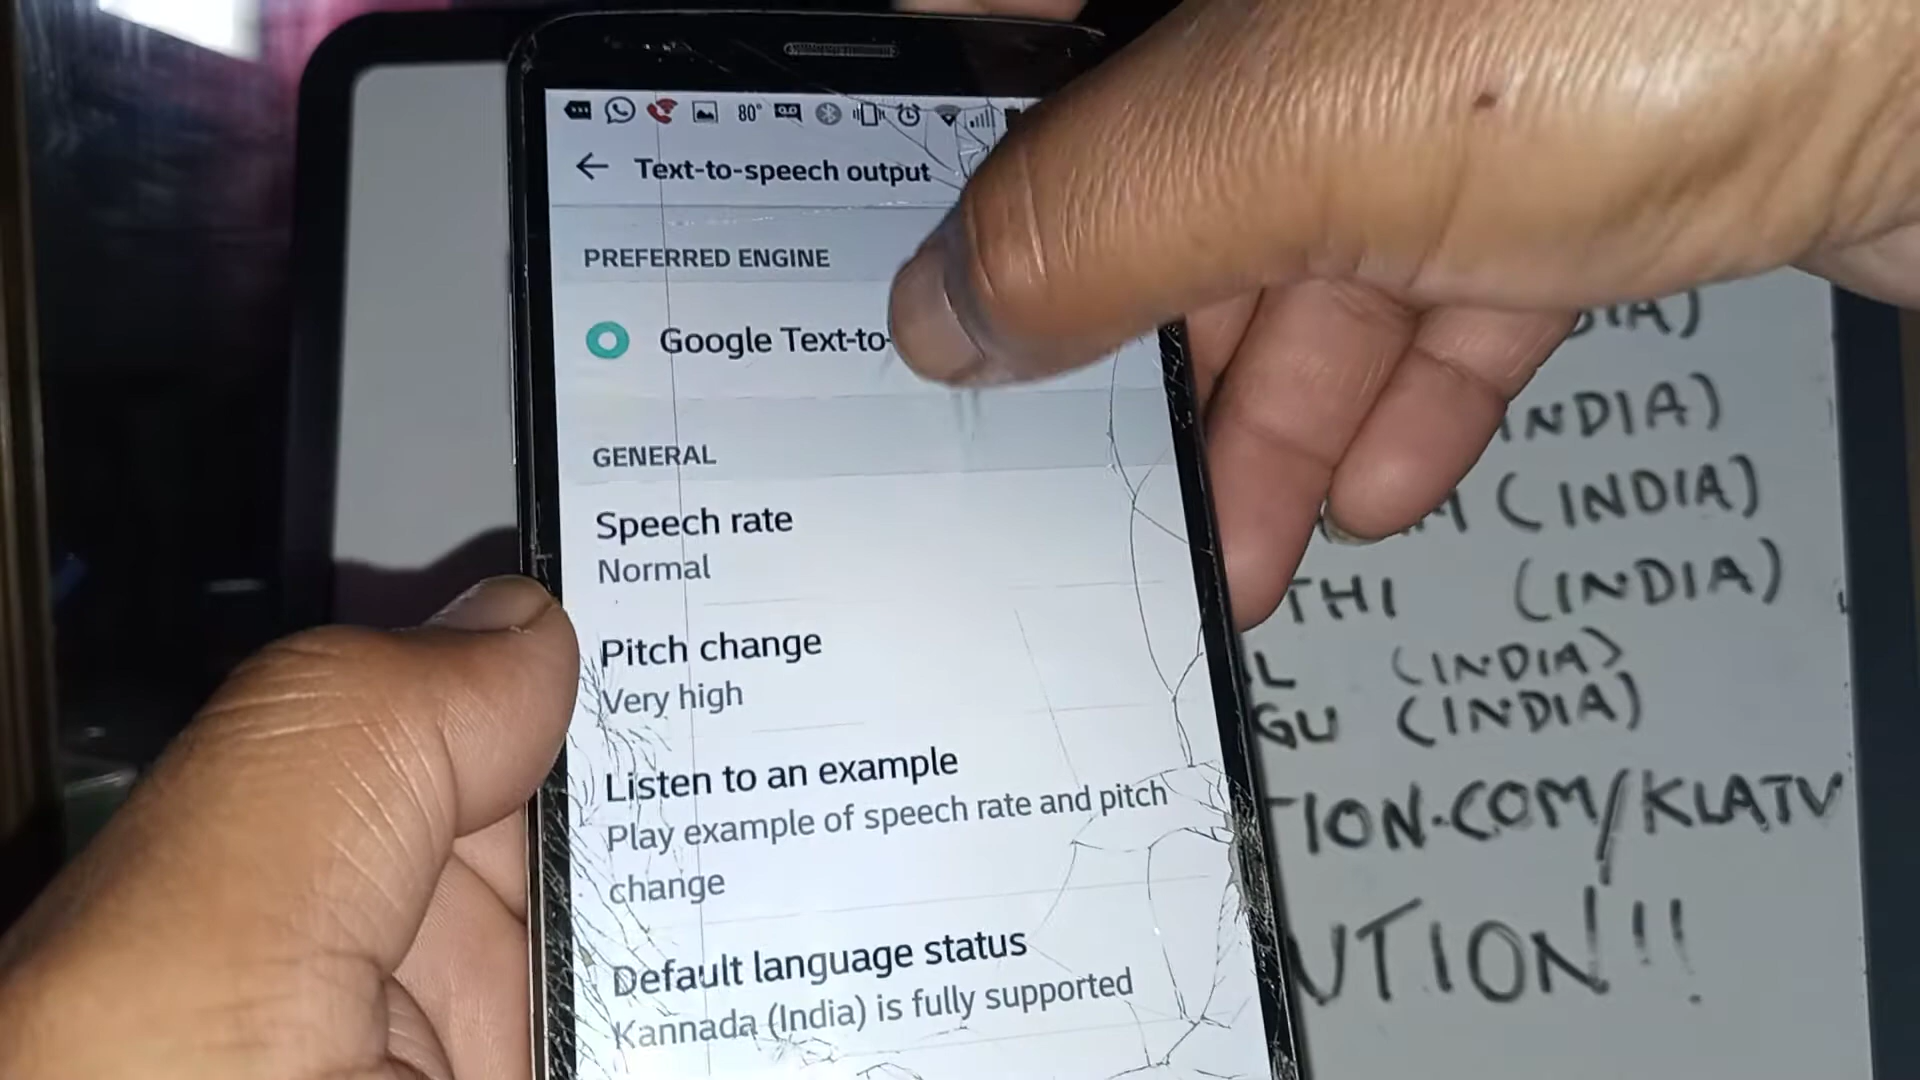 80°
Text-to-speech output
PREFERRED ENGINE
Google Text-to-
GENERAL
Speech rate
Normal
Pitch change
Very high
Listen to an example
Play example of speech rate and pitch
change
Default language status
Kannada (India) is fully supported
INDIA)
(INDIA)
THI (INDIA)
L (INDIA)
GU (INDIA)
TION.COM/KLATV
UTION!!